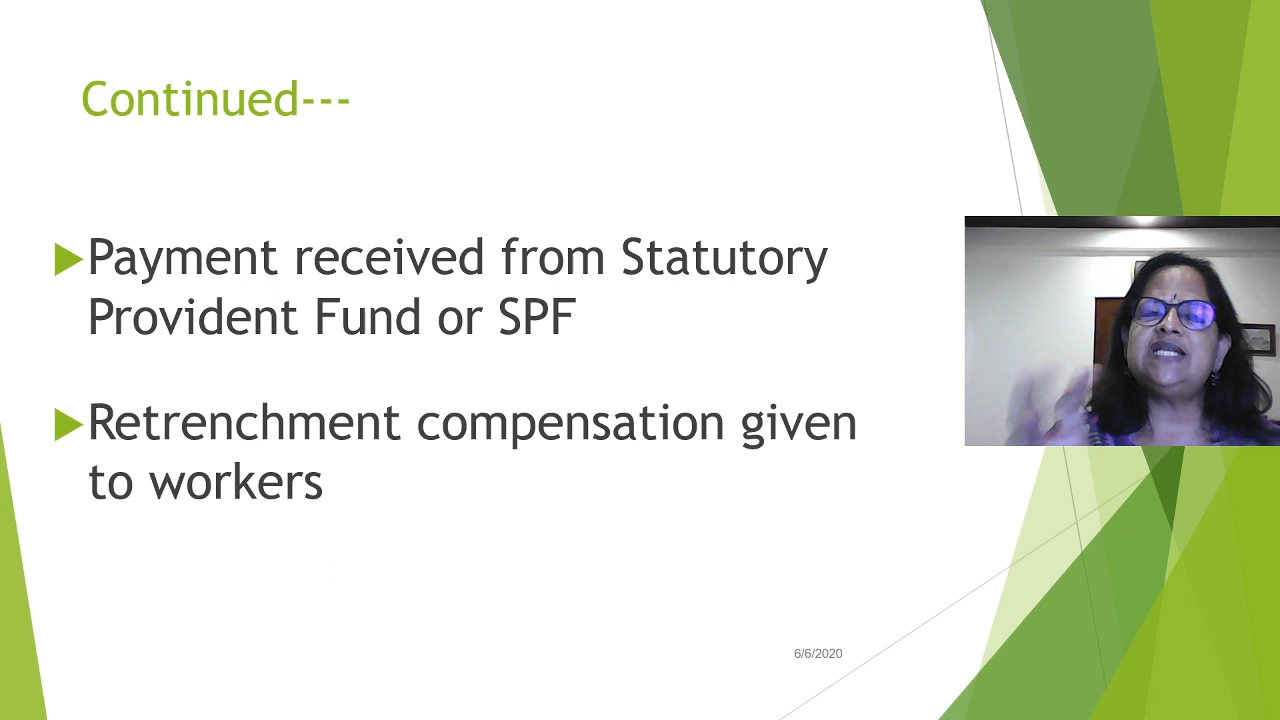 Continued---
Payment received from Statutory
Provident Fund or SPF
Retrenchment compensation given
to workers
6/6/2020